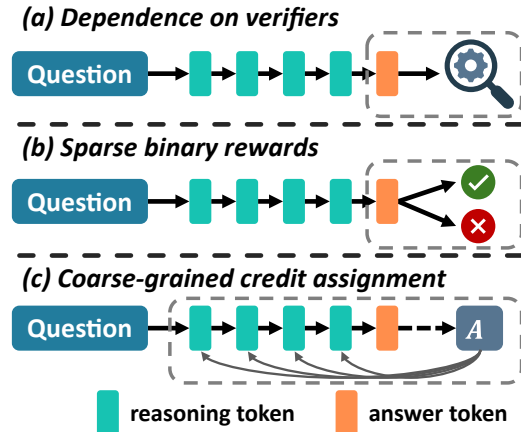 (a) Dependence on verifiers
Question
(b) Sparse binary rewards
Question
(c) Coarse-grained credit assignment
Question
A
reasoning token
answer token